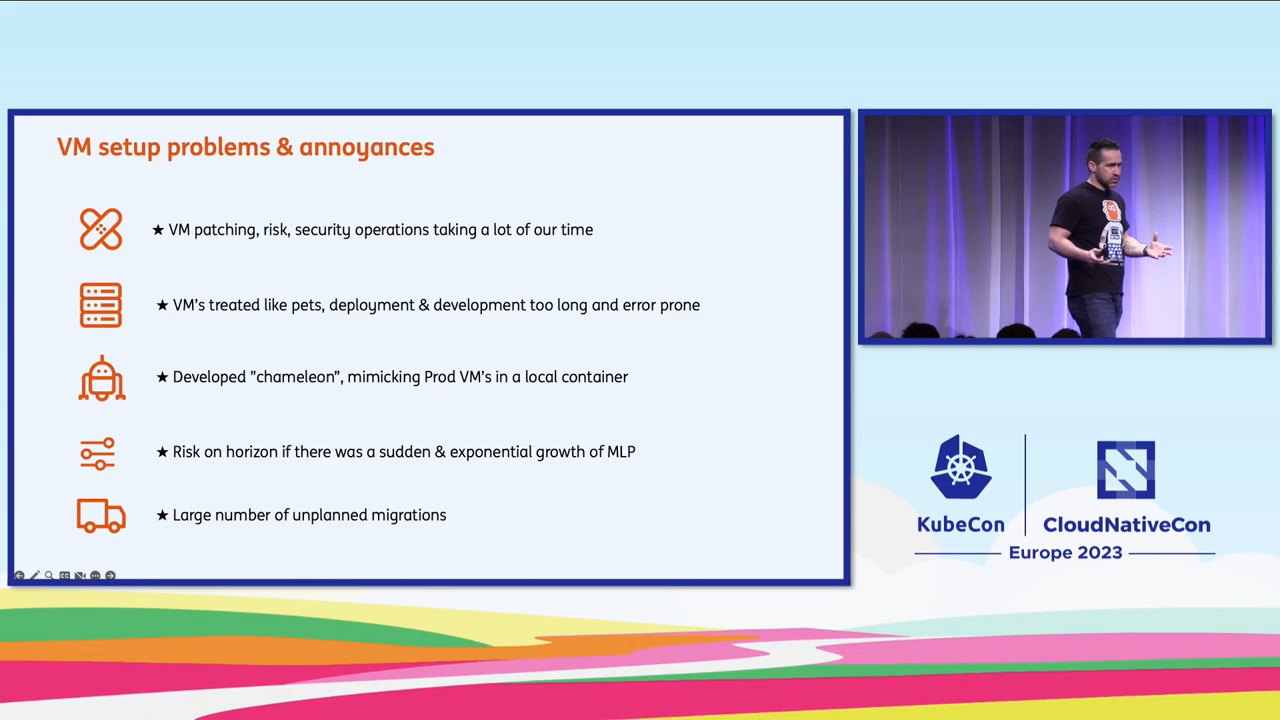 VM setup problems & annoyances
★ VM patching, risk, security operations taking a lot of our time
★ VM's treated like pets, deployment & development too long and error prone
★ Developed "chameleon”, mimicking Prod VM's in a local container
★ Risk on horizon if there was a sudden & exponential growth of MLP
★ Large number of unplanned migrations
KubeCon
CloudNativeCon
Europe 2023